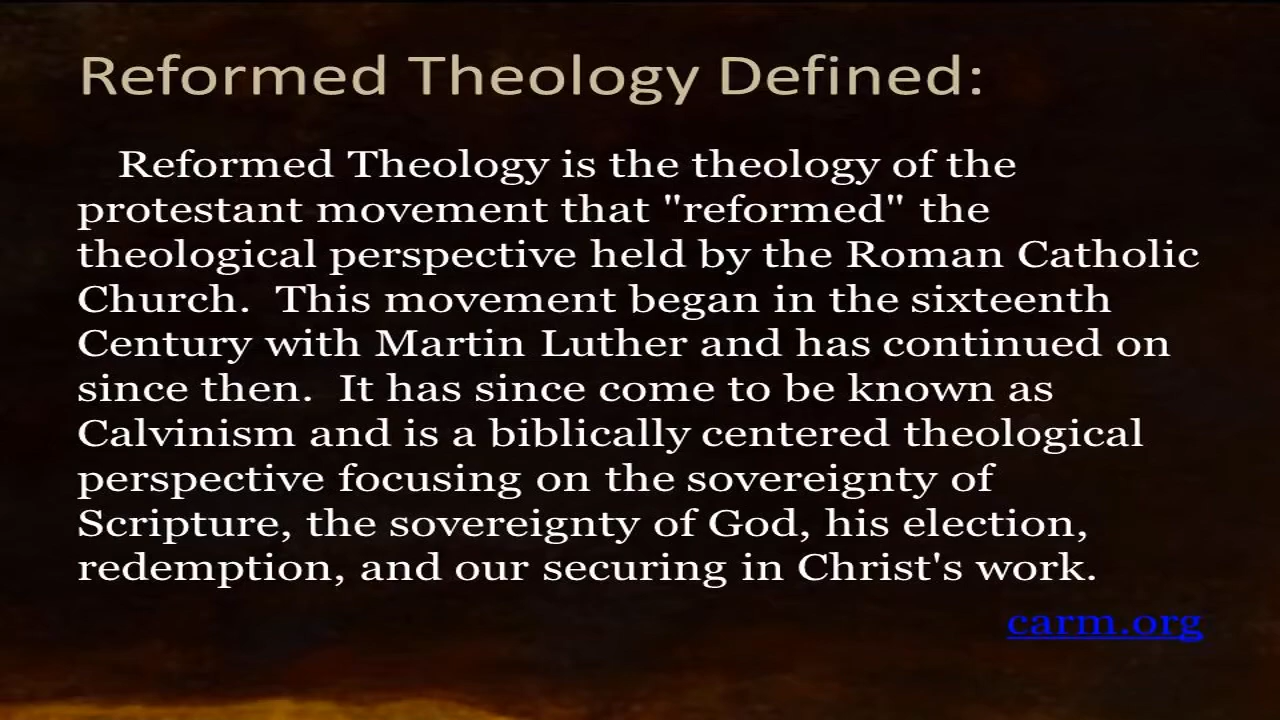 Reformed Theology Defined:
Reformed Theology is the theology of the
protestant movement that "reformed" the
theological perspective held by the Roman Catholic
Church.  This movement began in the sixteenth
Century with Martin Luther and has continued on
since then.  It has since come to be known as
Calvinism and is a biblically centered theological
perspective focusing on the sovereignty of
Scripture, the sovereignty of God, his election,
redemption, and our securing in Christ's work.
carm.org